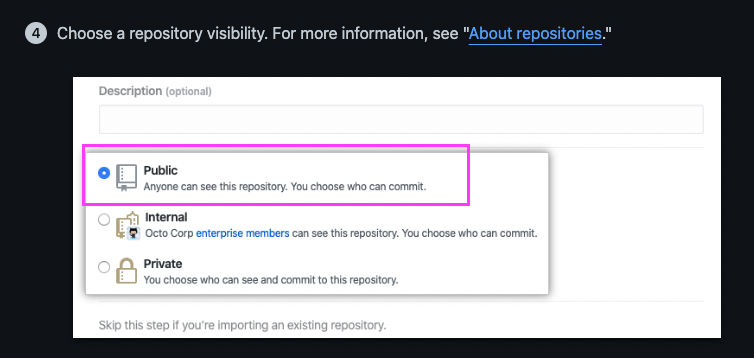 4 Choose a repository visibility. For more information, see "About repositories."
Description (optional)
Public
Anyone can see this repository. You choose who can commit.
Internal
Octo Corp enterprise members can see this repository. You choose who can commit.
Private
You choose who can see and commit to this repository.
Skip this step if you're importing an existing repository.